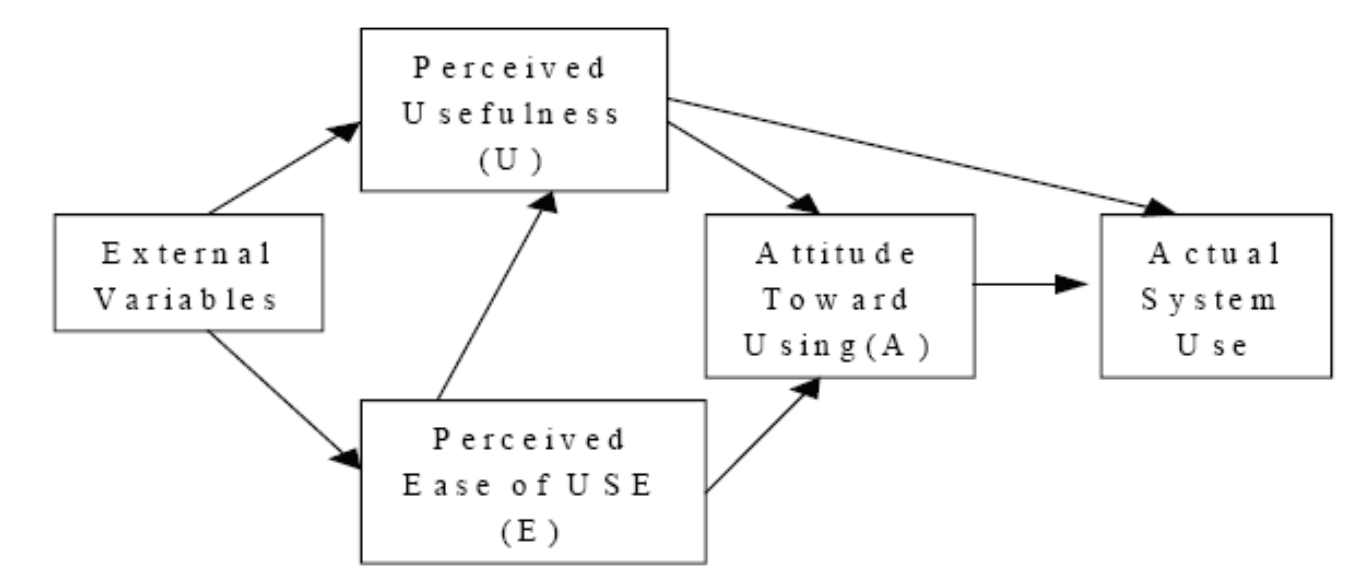 Perceived
Usefulness
(U)
External
Variables
Attitude
Toward
Using(A)
Actual
System
Use
Perceived
Ease of USE
(E)